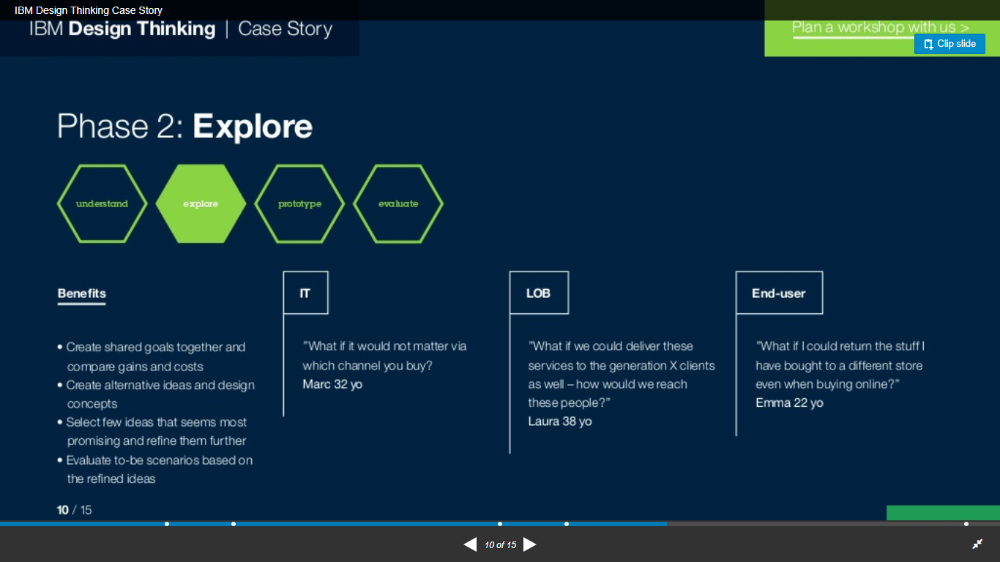 IBM Design Thinking Case Story
IBM Design Thinking | Case Story
Plan a workshop with us >
Clip slide
Phase 2: Explore
understand
explore
prototype
evaluate
Benefits
• Create shared goals together and
compare gains and costs
• Create alternative ideas and design
concepts
• Select few ideas that seems most
promising and refine them further
• Evaluate to-be scenarios based on
the refined ideas
IT
"What if it would not matter via
which channel you buy?
Marc 32 yo
LOB
"What if we could deliver these
services to the generation X clients
as well – how would we reach
these people?"
Laura 38 yo
End-user
"What if I could return the stuff I
have bought to a different store
even when buying online?"
Emma 22 yo
10 / 15
10 of 15